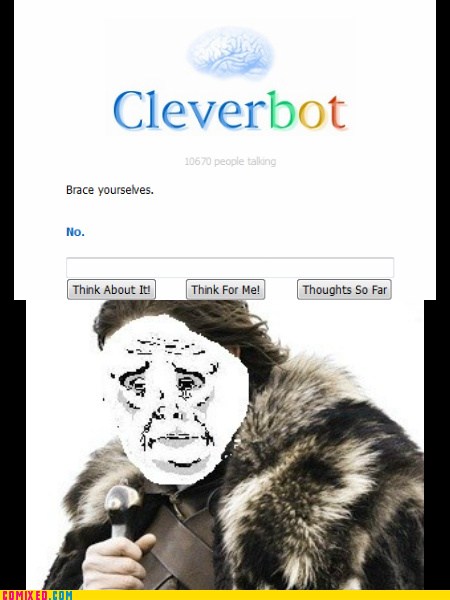 Cleverbot
10670 people talking
Brace yourselves.
No.
Think About It! Think For Me! Thoughts So Far
COMIXED.COM